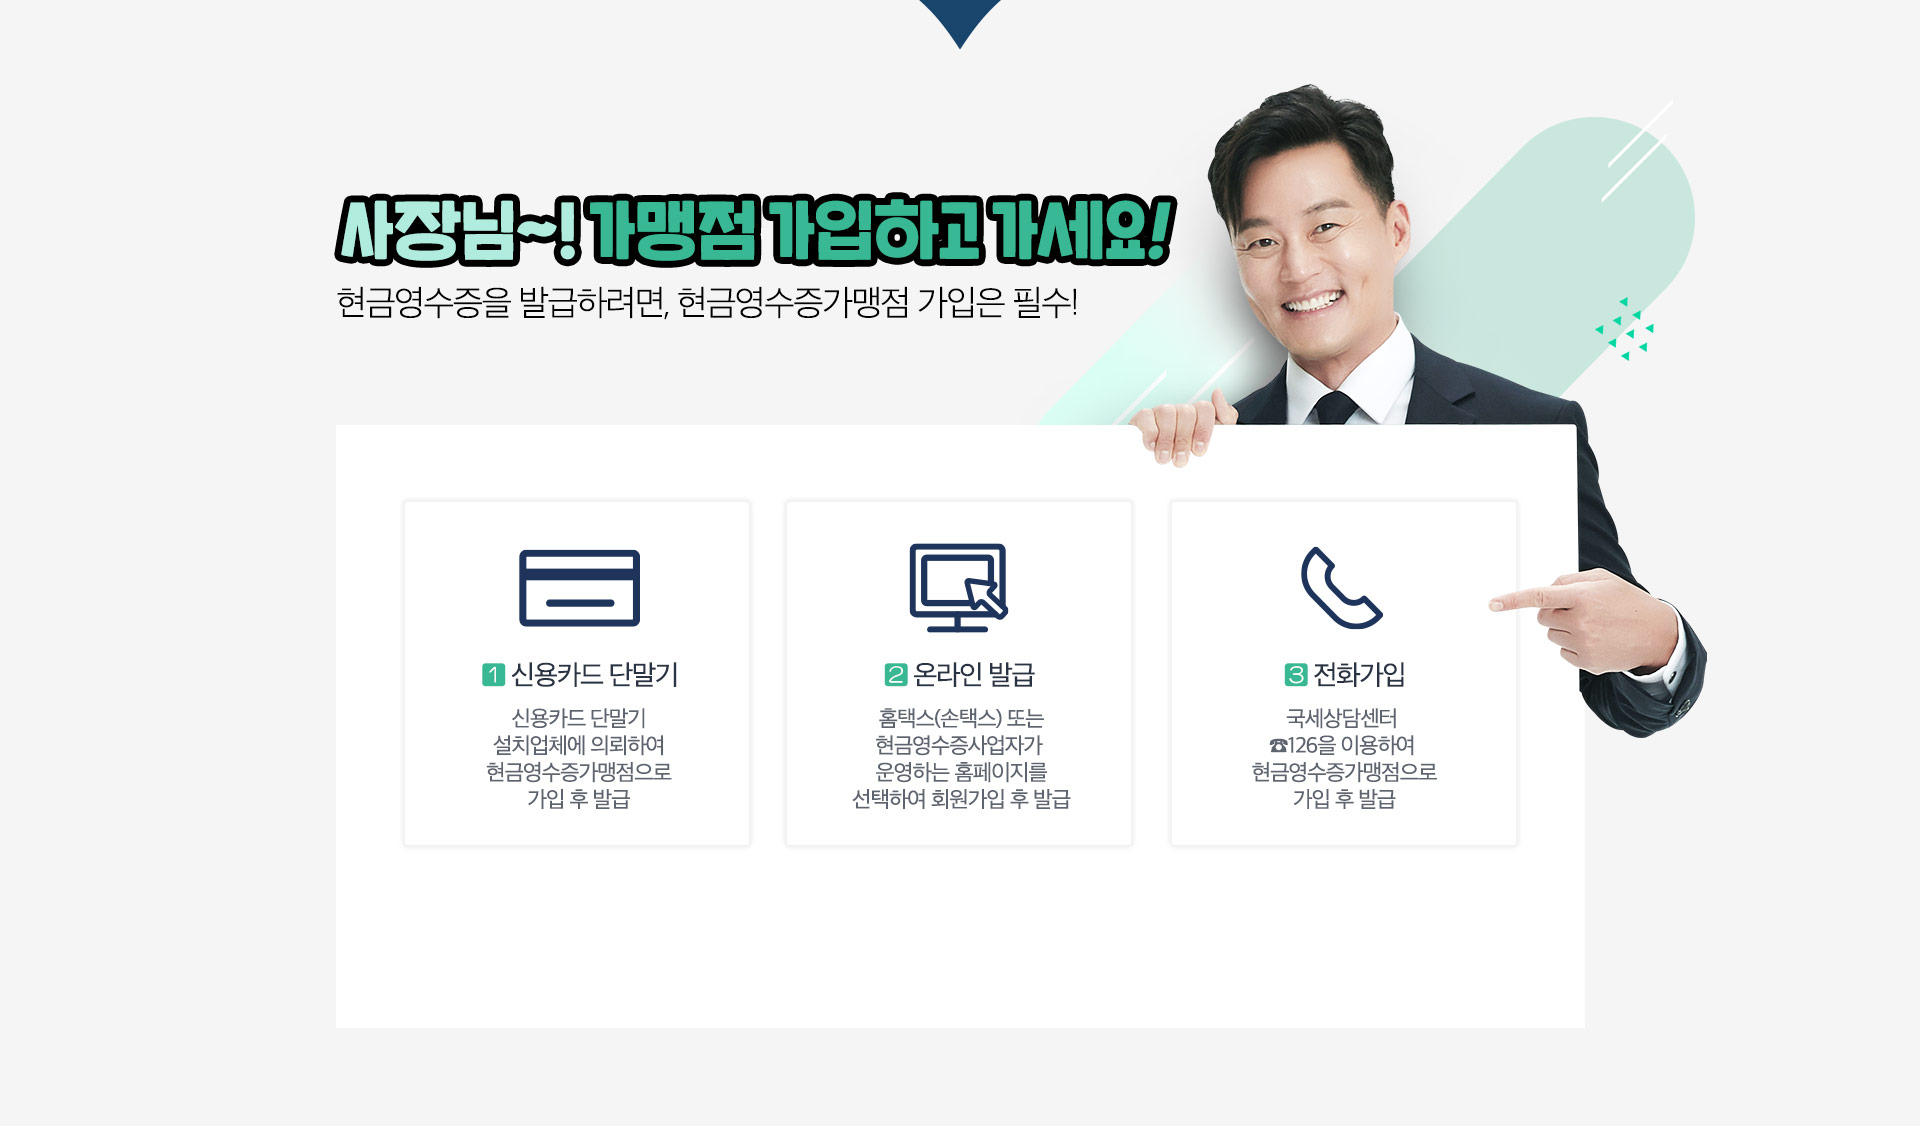 사장님~! 가맹점 가입하고 가세요!
현금영수증을 발급하려면, 현금영수증가맹점 가입은 필수!
1 신용카드 단말기
신용카드 단말기
설치업체에 의뢰하여
현금영수증가맹점으로
가입 후 발급
2 온라인 발급
홈택스(손택스) 또는
현금영수증사업자가
운영하는 홈페이지를
선택하여 회원가입 후 발급
3 전화가입
국세상담센터
☎126을 이용하여
현금영수증가맹점으로
가입 후 발급